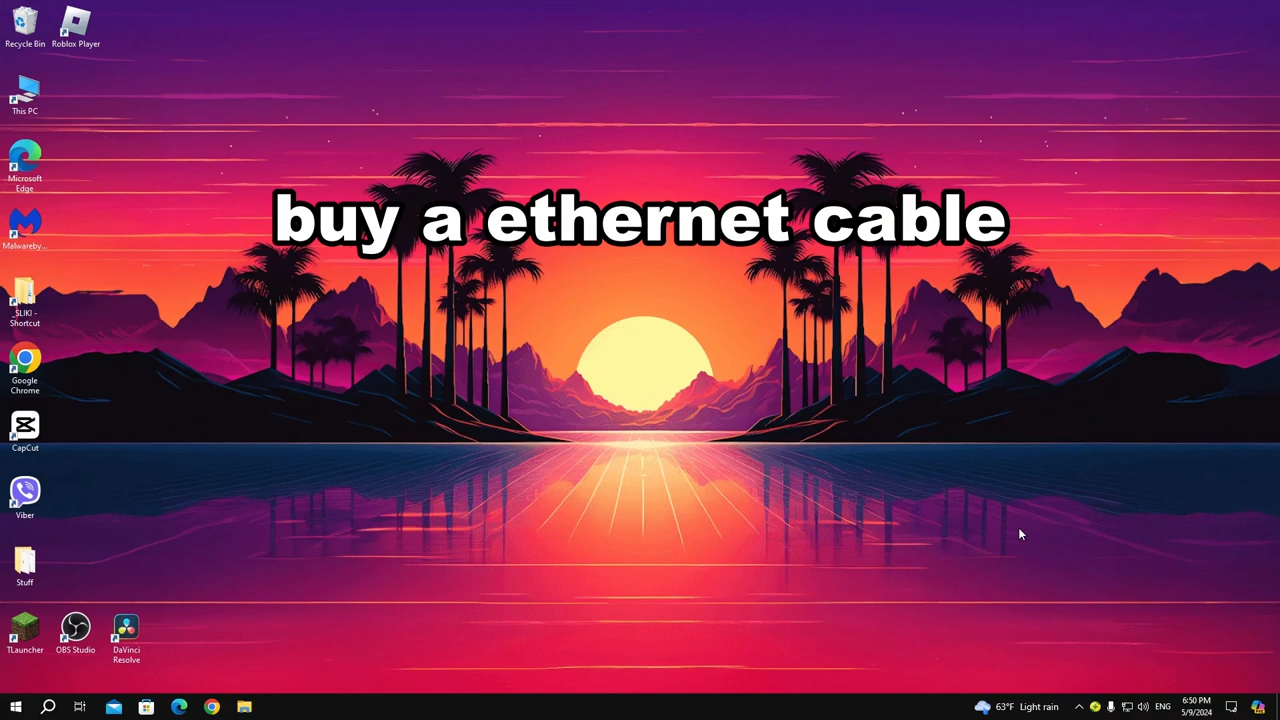 Recycle Bin
Roblox Player
This PC
buy a ethernet cable
Microsoft
Edge
Malwareby...
_SLIKI -
Shortcut
Google
Chrome
CapCut
Viber
Stuff
TLauncher
OBS Studio
DaVinci
Resolve
63°F Light rain
ENG
6:50 PM
5/9/2024